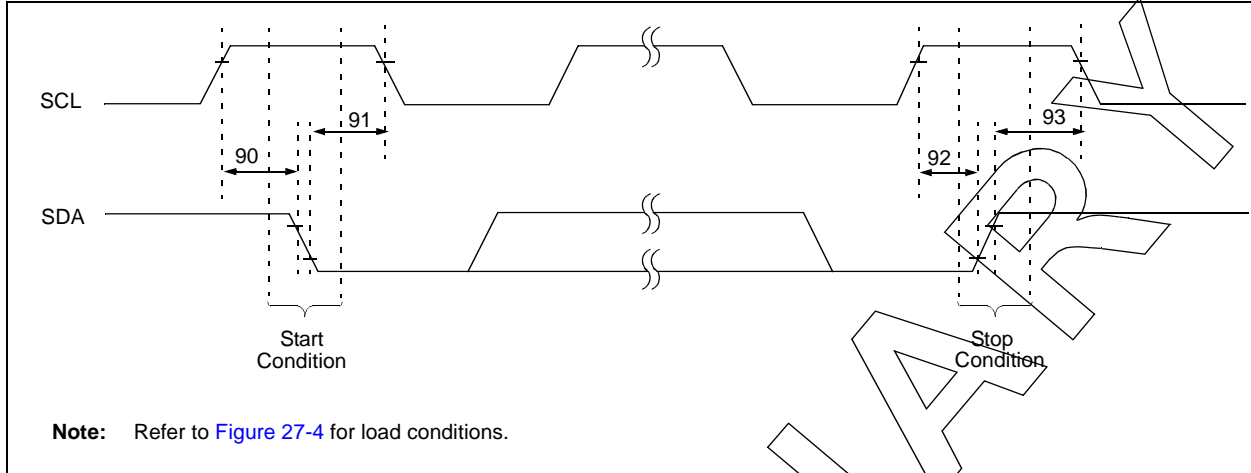 SCL
91
93
90
92
SDA
Start
Condition
Stop
Condition
Note: Refer to Figure 27-4 for load conditions.